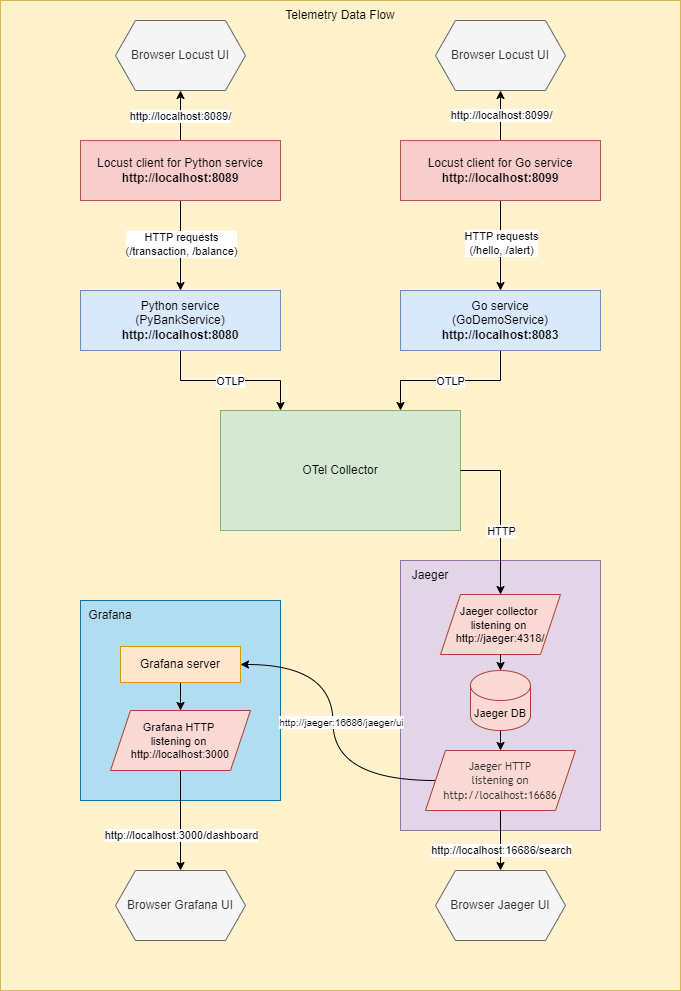 Telemetry Data Flow
Browser Locust UI
Browser Locust UI
http://localhost:8089/
http://localhost:8099/
Locust client for Python service
http://localhost:8089
Locust client for Go service
http://localhost:8099
HTTP requests
(/transaction, /balance)
HTTP requests
(/hello, /alert)
Python service
(PyBankService)
http://localhost:8080
Go service
(GoDemoService)
http://localhost:8083
OTLP
OTLP
OTel Collector
HTTP
Jaeger
Jaeger collector
listening on
http://jaeger:4318/
Jaeger DB
Jaeger HTTP
listening on
http://localhost:16686
Grafana
Grafana server
Grafana HTTP
listening on
http://localhost:3000
http://jaeger:16686/jaeger/ui
http://localhost:3000/dashboard
http://localhost:16686/search
Browser Grafana UI
Browser Jaeger UI